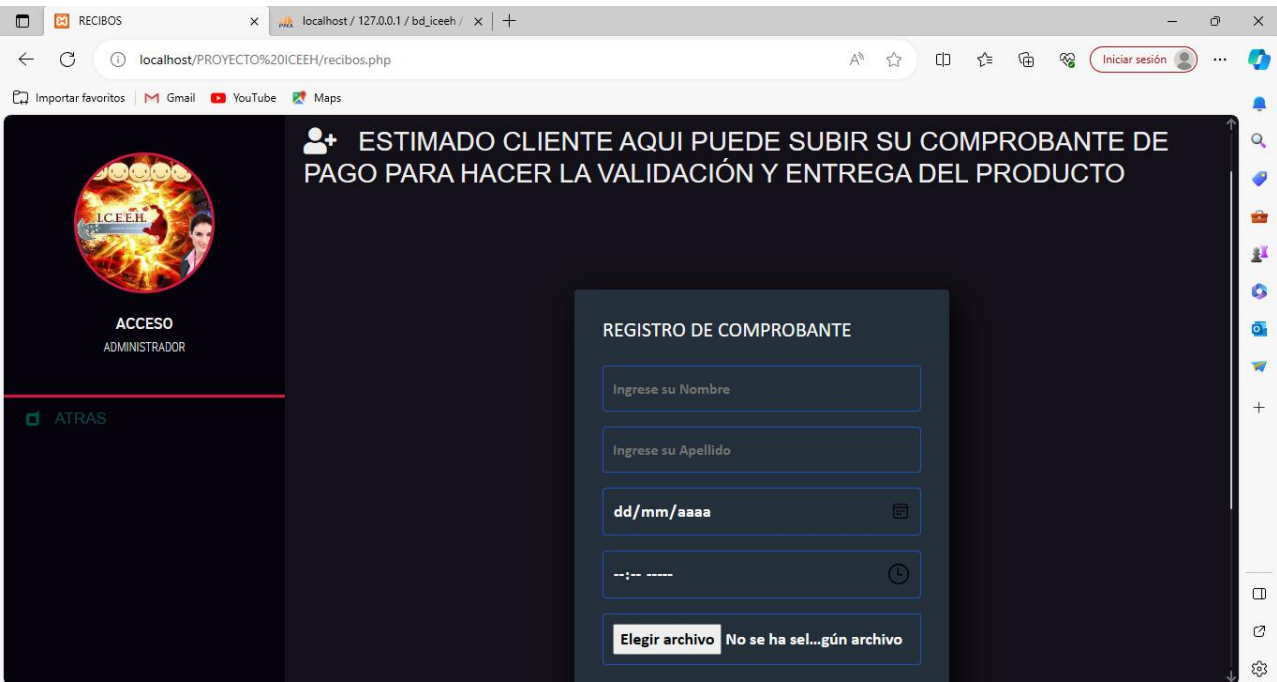 RECIBOS
localhost / 127.0.0.1 / bd_iceeh /
localhost/PROYECTO%20ICEEH/recibos.php
Iniciar sesión
Importar favoritos
Gmail
YouTube
Maps
I.C.E.E.H.
ACCESO
ADMINISTRADOR
ATRAS
ESTIMADO CLIENTE AQUI PUEDE SUBIR SU COMPROBANTE DE
PAGO PARA HACER LA VALIDACIÓN Y ENTREGA DEL PRODUCTO
REGISTRO DE COMPROBANTE
Ingrese su Nombre
Ingrese su Apellido
dd/mm/aaaa
--:-- -----
Elegir archivo No se ha sel...gún archivo